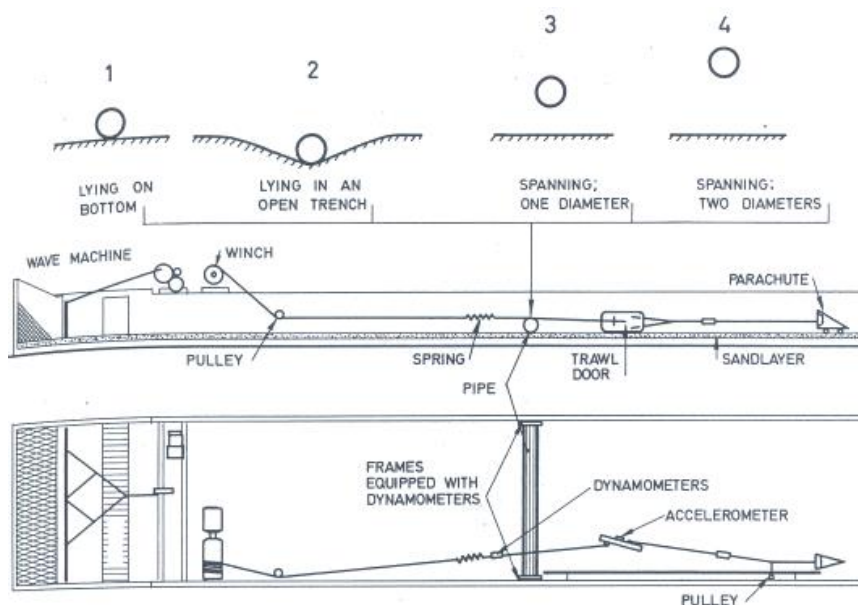 1
2
3
4
LYING ON
BOTTOM
LYING IN AN
OPEN TRENCH
SPANNING;
ONE DIAMETER
SPANNING;
TWO DIAMETERS
WAVE MACHINE
WINCH
PARACHUTE
PULLEY
SPRING
TRAWL
DOOR
SANDLAYER
PIPE
FRAMES
EQUIPPED WITH
DYNAMOMETERS
DYNAMOMETERS
ACCELEROMETER
PULLEY